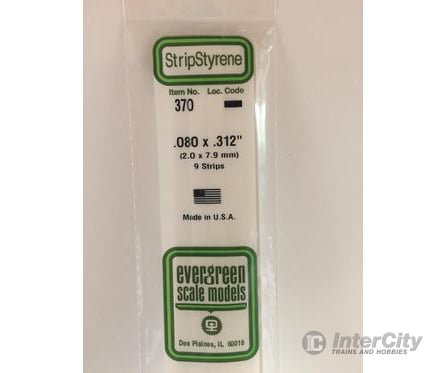 StripStyrene
Item No. Loc. Code
370
.080 x .312"
(2.0 x 7.9 mm)
9 Strips
Made in U.S.A.
evergreen
scale models
Des Plaines, IL 60018
InterCity
TRAINS AND HOBBIES